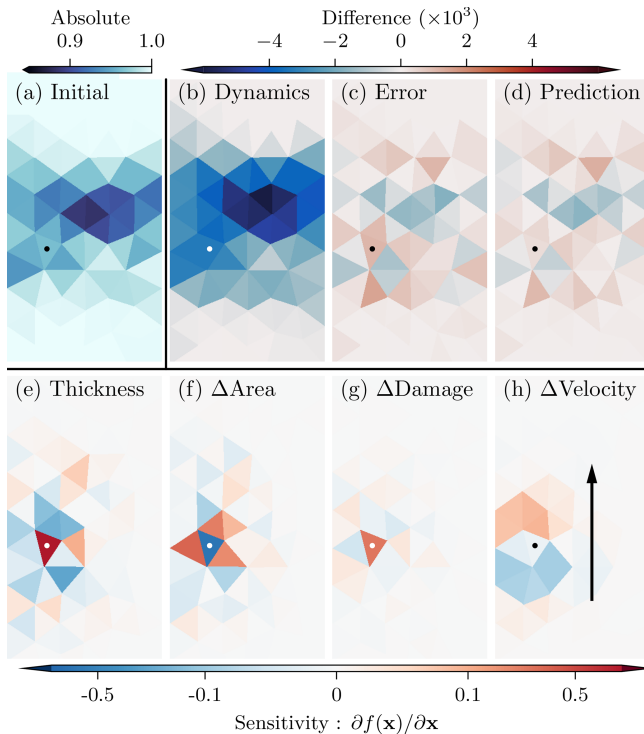 Absolute
Difference (×10³)
0.9 1.0
−4 −2 0 2 4
(a) Initial
(b) Dynamics
(c) Error
(d) Prediction
(e) Thickness
(f) ΔArea
(g) ΔDamage
(h) ΔVelocity
-0.5 -0.1 0 0.1 0.5
Sensitivity : ∂f(x)/∂x